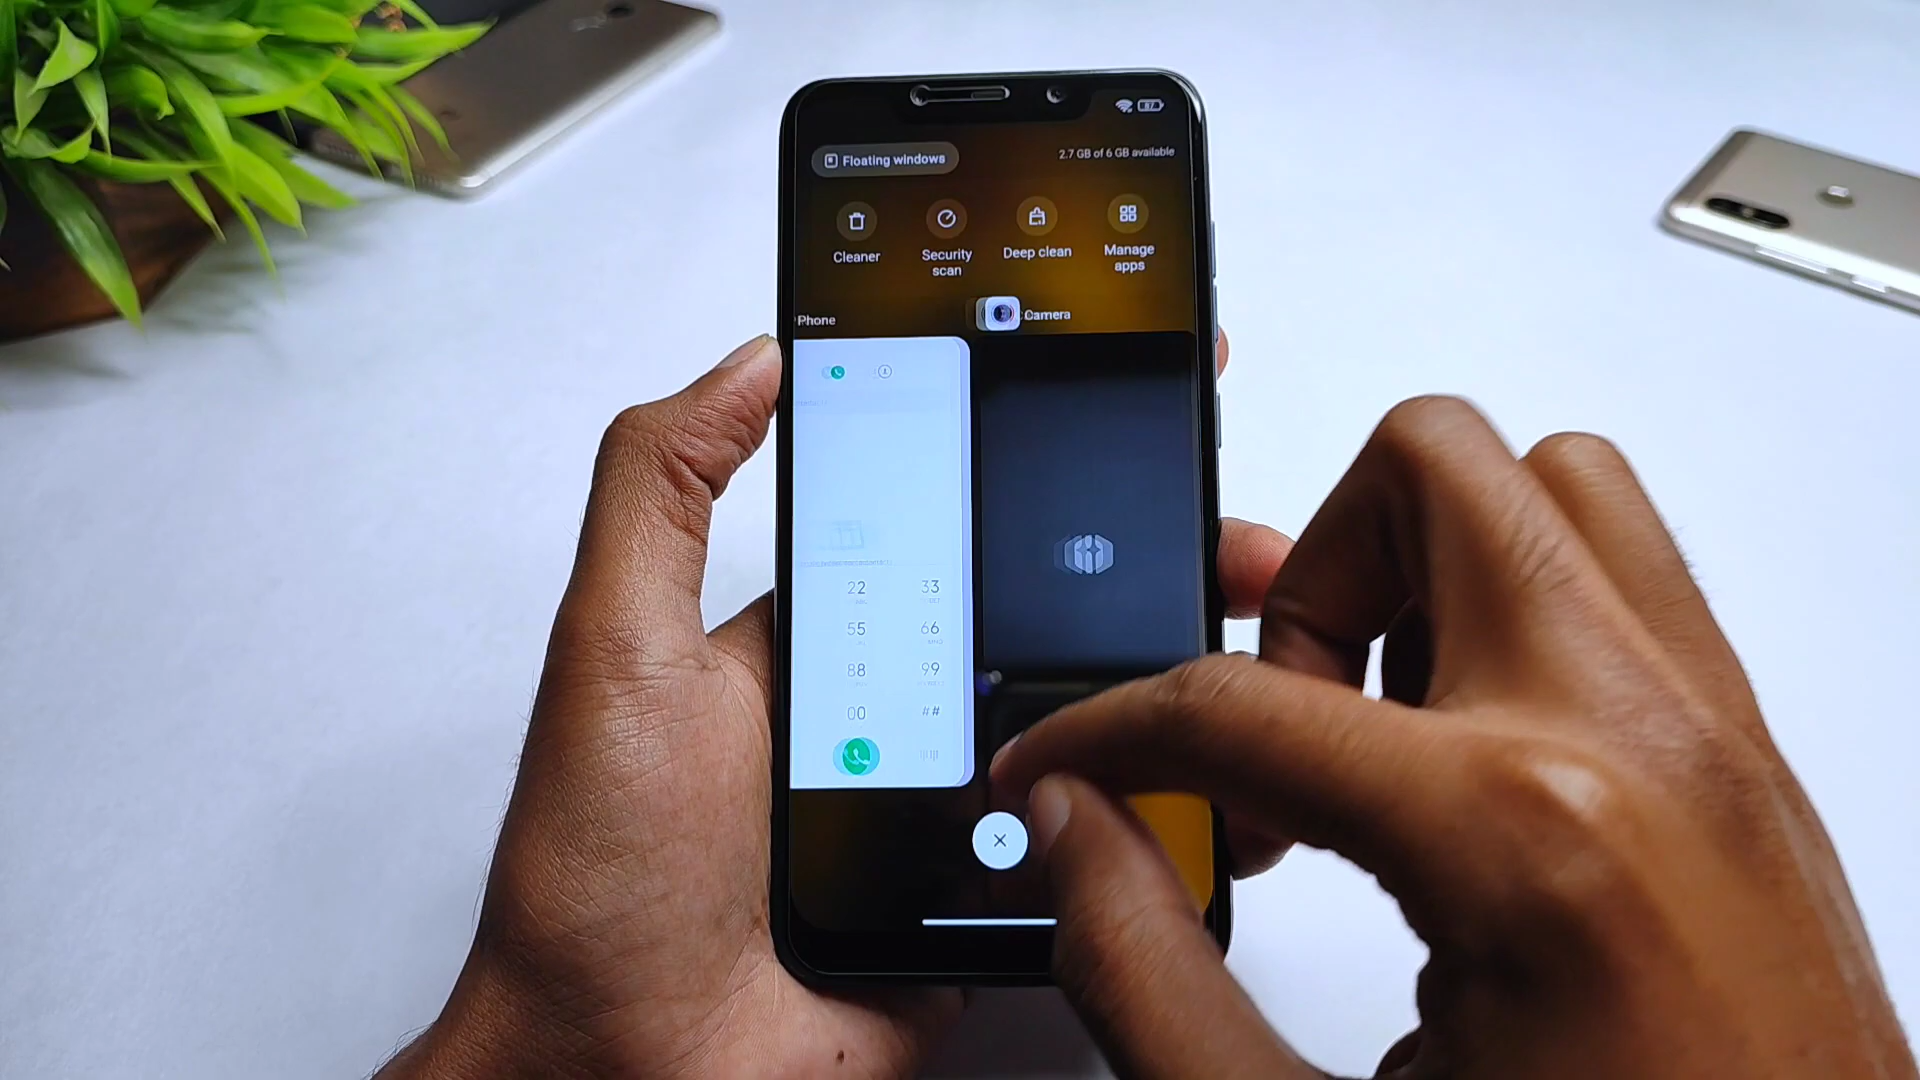 67
Floating windows
2.7 GB of 6 GB available
Cleaner
Security
scan
Deep clean
Manage
apps
Phone
Camera
22
33
55
66
88
99
00
##